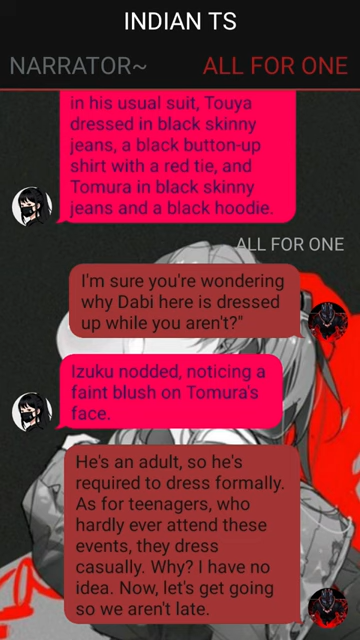 INDIAN TS
NARRATOR~ ALL FOR ONE
in his usual suit, Touya
dressed in black skinny
jeans, a black button-up
shirt with a red tie, and
Tomura in black skinny
jeans and a black hoodie.
ALL FOR ONE
I'm sure you're wondering
why Dabi here is dressed
up while you aren't?"
Izuku nodded, noticing a
faint blush on Tomura's
face.
He's an adult, so he's
required to dress formally.
As for teenagers, who
hardly ever attend these
events, they dress
casually. Why? I have no
idea. Now, let's get going
so we aren't late.